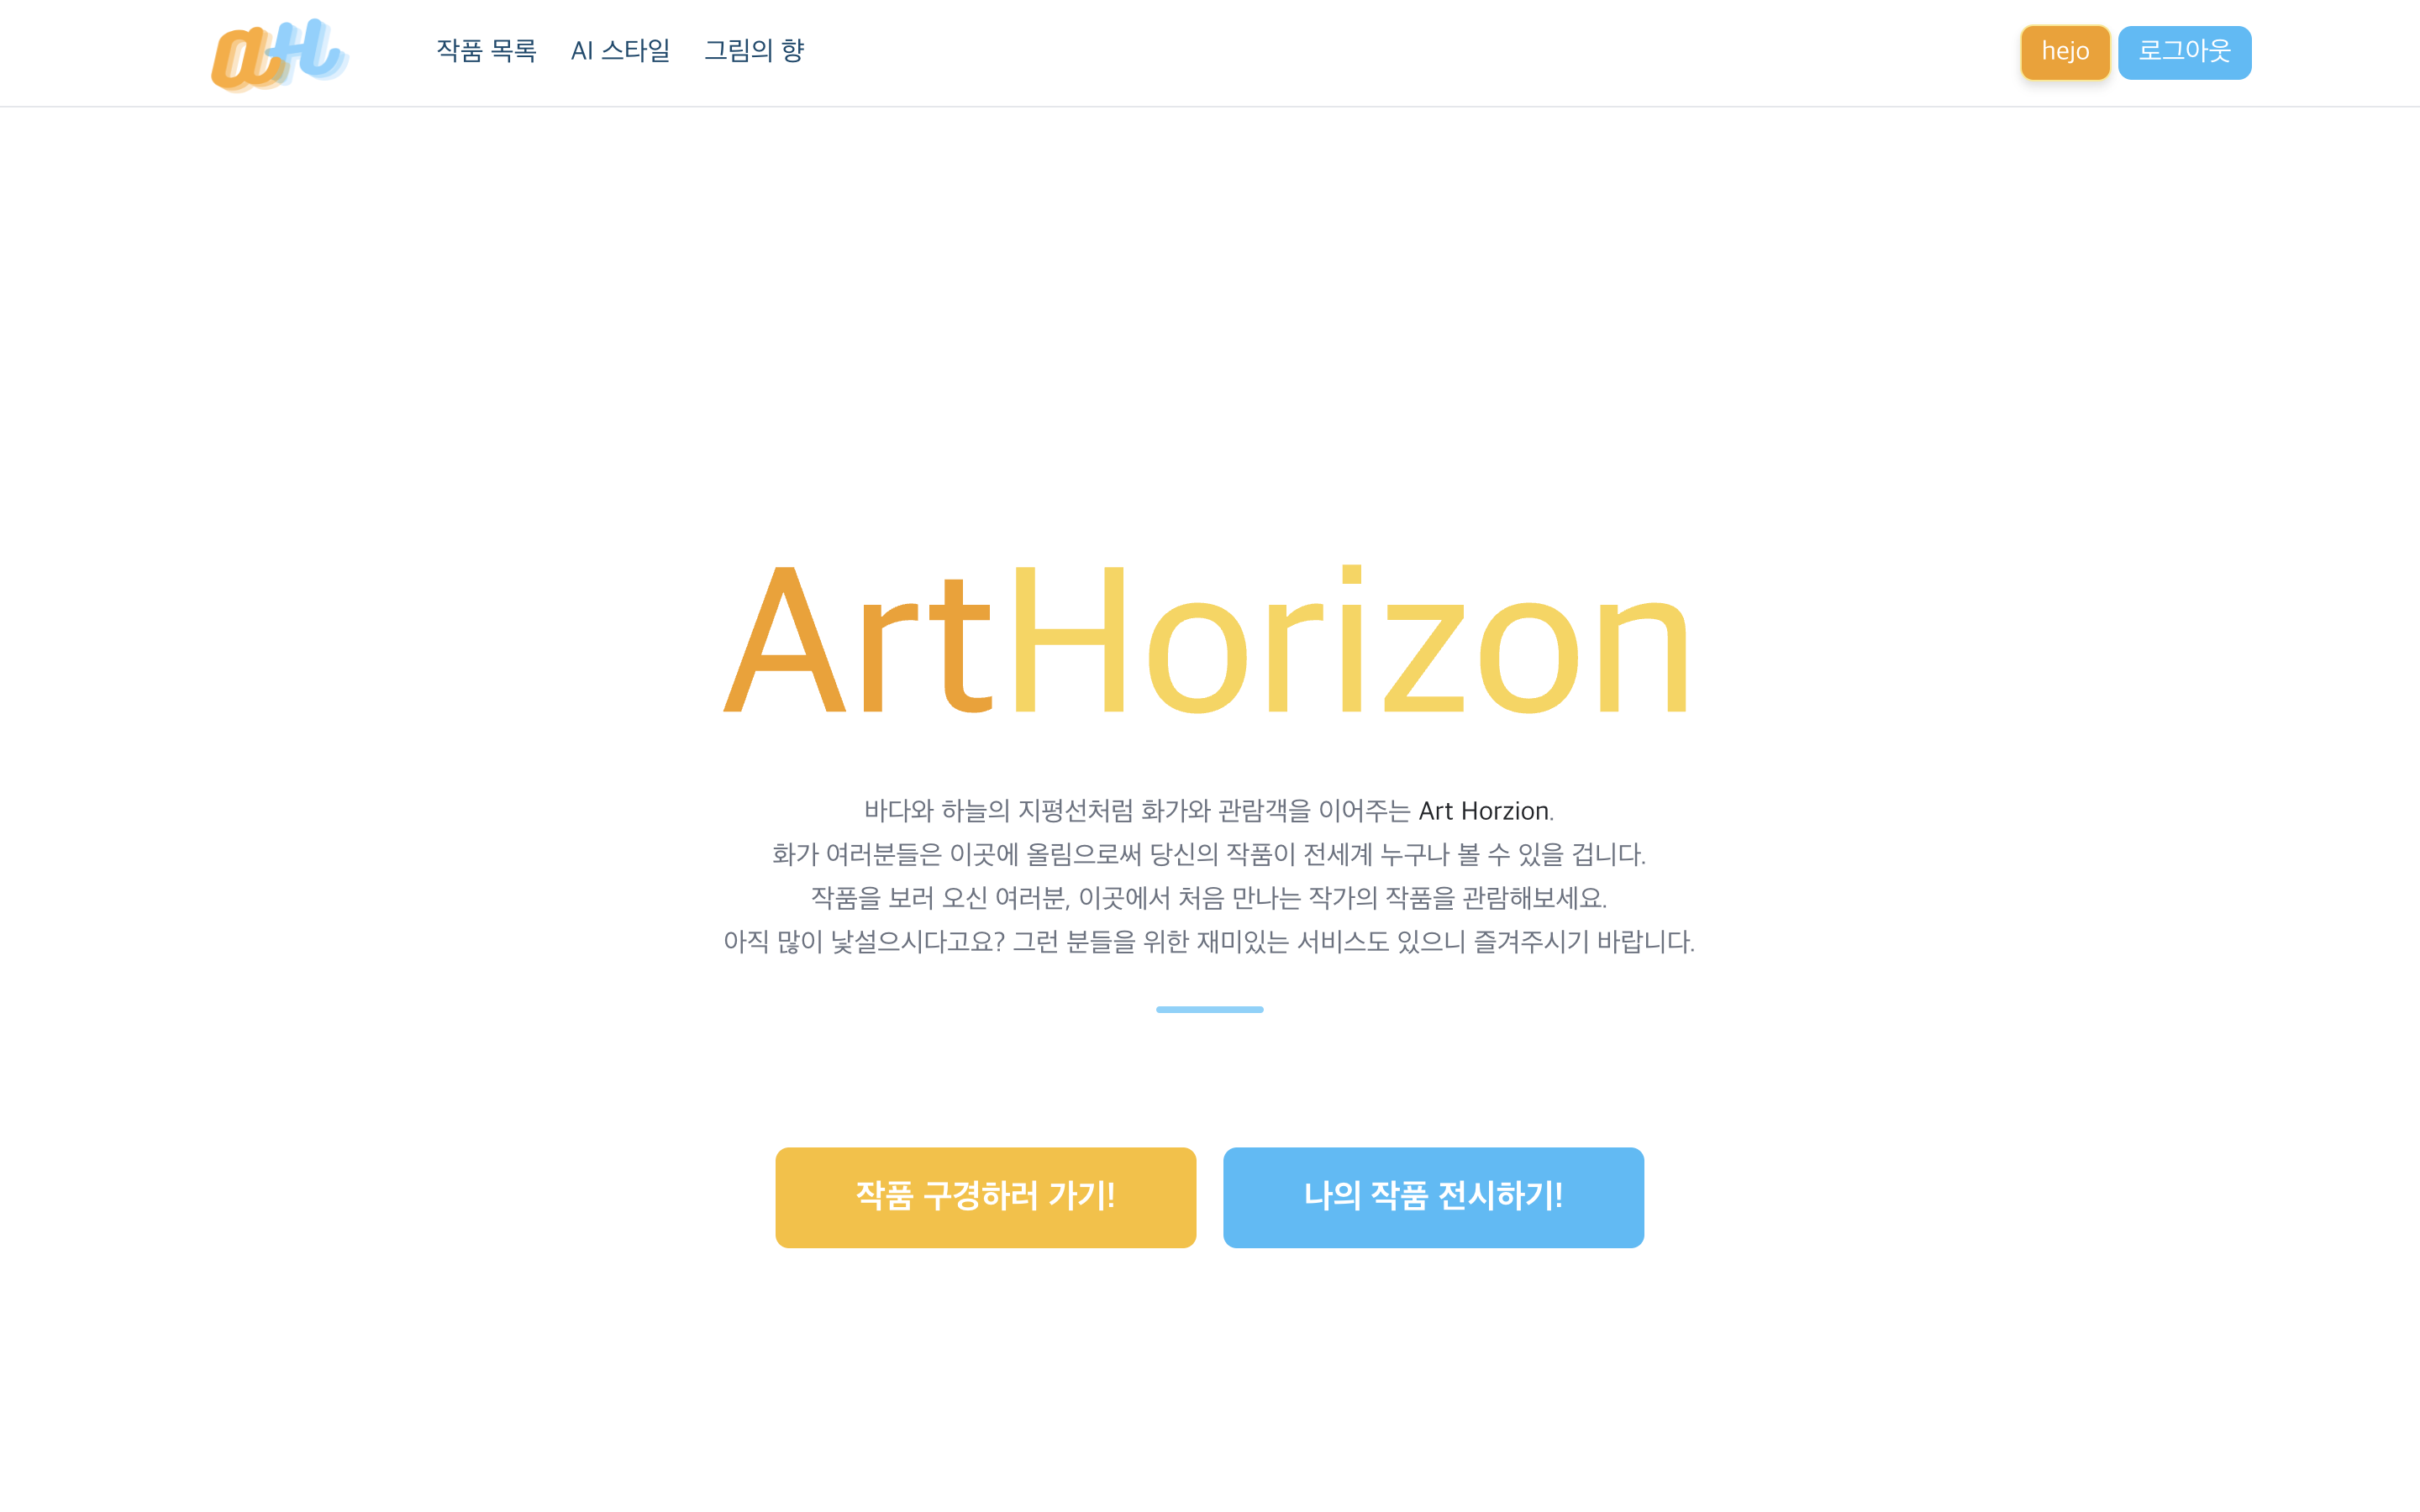 aH
작품 목록 AI 스타일 그림의 향
hejo 로그아웃
ArtHorizon
바다와 하늘의 지평선처럼 화가와 관람객을 이어주는 Art Horzion.
화가 여러분들은 이곳에 올림으로써 당신의 작품이 전세계 누구나 볼 수 있을 겁니다.
작품을 보러 오신 여러분, 이곳에서 처음 만나는 작가의 작품을 관람해보세요.
아직 많이 낯설으시다고요? 그런 분들을 위한 재미있는 서비스도 있으니 즐겨주시기 바랍니다.
작품 구경하러 가기!
나의 작품 전시하기!